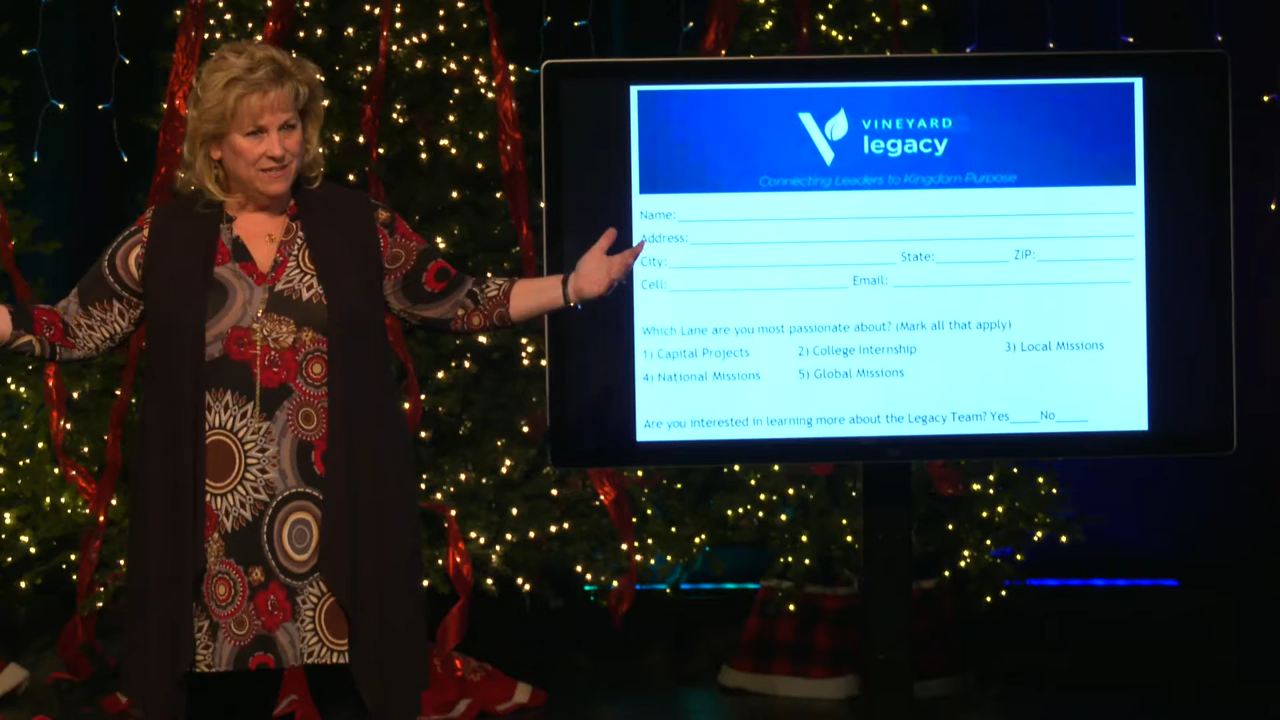 VINEYARD
legacy
Connecting Leaders to Kingdom Purpose
Name:
Address:
City: State: ZIP:
Cell: Email:
Which Lane are you most passionate about? (Mark all that apply)
1) Capital Projects 2) College Internship 3) Local Missions
4) National Missions 5) Global Missions
Are you interested in learning more about the Legacy Team? Yes_____No_____